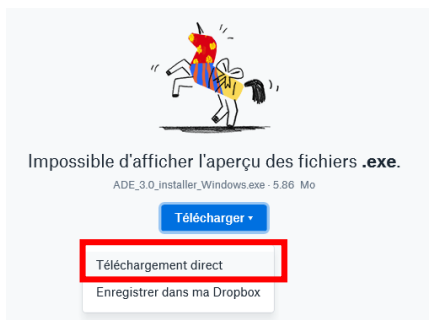 Impossible d'afficher l'aperçu des fichiers .exe.
ADE_3.0_installer_Windows.exe · 5.86 Mo
Télécharger
Téléchargement direct
Enregistrer dans ma Dropbox